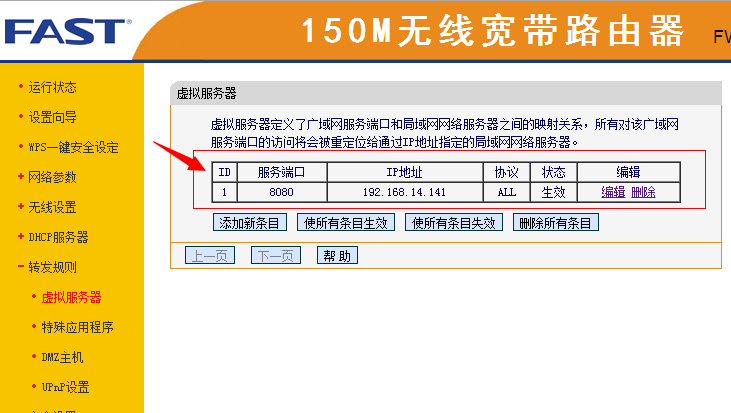 FAST®
150M无线宽带路由器
FW
运行状态
设置向导
WPS一键安全设定
网络参数
无线设置
DHCP服务器
转发规则
虚拟服务器
特殊应用程序
DMZ主机
UPnP设置
虚拟服务器
虚拟服务器定义了广域网服务端口和局域网网络服务器之间的映射关系，所有对该广域网
服务端口的访问将会被重定位给通过IP地址指定的局域网网络服务器。
ID 服务端口 IP地址 协议 状态 编辑
1 8080 192.168.14.141 ALL 生效 编辑 删除
添加新条目 使所有条目生效 使所有条目失效 删除所有条目
上一页 下一页 帮 助